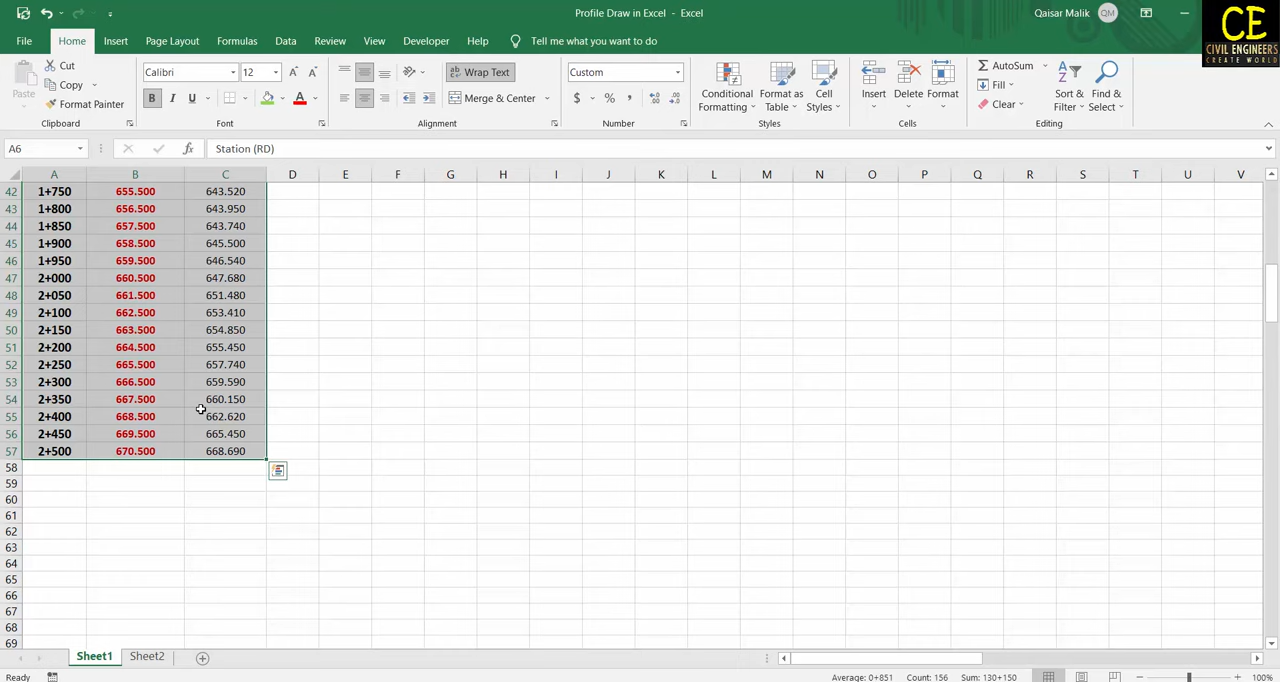 Profile Draw in Excel - Excel
Qaisar Malik QM
CE
CIVIL ENGINEERS
CREATE WORLD
File Home Insert Page Layout Formulas Data Review View Developer Help Tell me what you want to do
Paste
Cut
Copy
Format Painter
Clipboard
Calibri 12
B I U A
Font
Wrap Text
Merge & Center
Alignment
Custom
$ % ,
Number
Conditional Formatting
Format as Table
Cell Styles
Styles
Insert Delete Format
Cells
AutoSum
Fill
Clear
Sort & Filter
Find & Select
Editing
A6 fx Station (RD)
A B C D E F G H I J K L M N O P Q R S T U V
42 1+750 655.500 643.520
43 1+800 656.500 643.950
44 1+850 657.500 643.740
45 1+900 658.500 645.500
46 1+950 659.500 646.540
47 2+000 660.500 647.680
48 2+050 661.500 651.480
49 2+100 662.500 653.410
50 2+150 663.500 654.850
51 2+200 664.500 655.450
52 2+250 665.500 657.740
53 2+300 666.500 659.590
54 2+350 667.500 660.150
55 2+400 668.500 662.620
56 2+450 669.500 665.450
57 2+500 670.500 668.690
58
59
60
61
62
63
64
65
66
67
68
69
Sheet1 Sheet2
Ready Average: 0+851 Count: 156 Sum: 130+150 100%